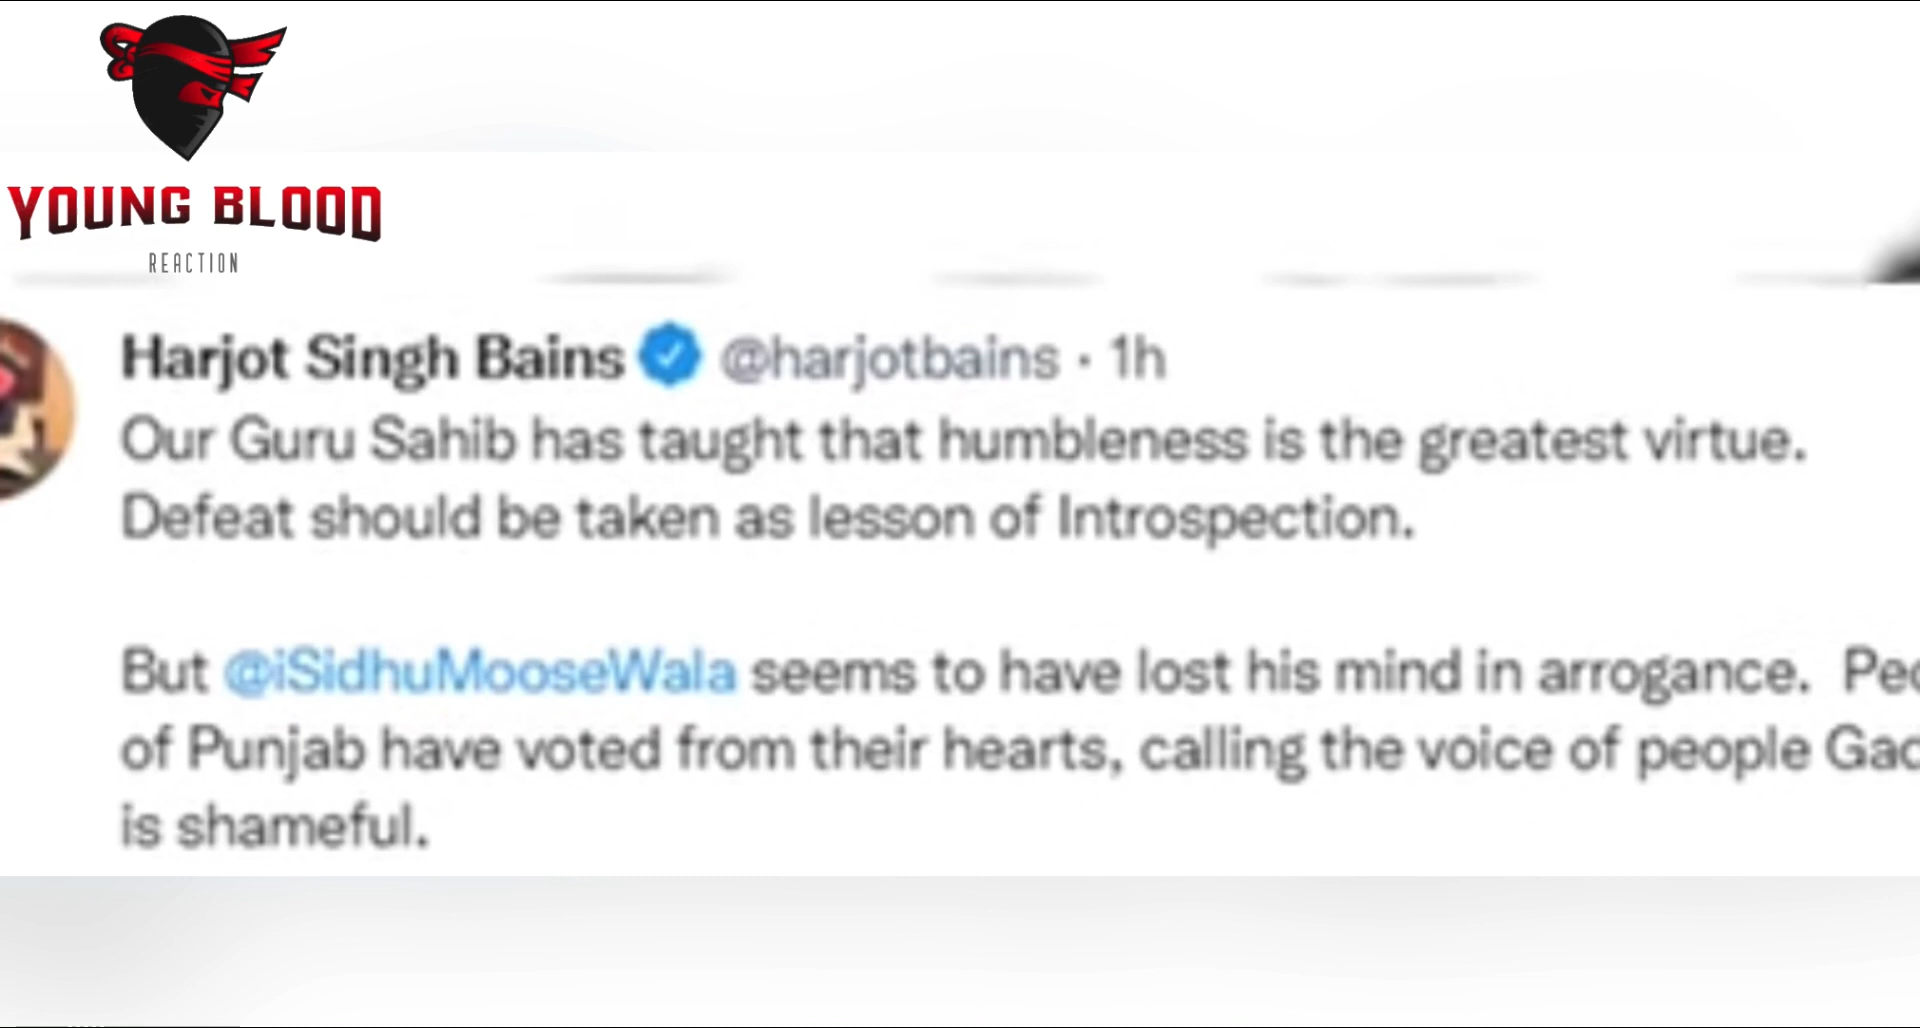 YOUNG BLOOD
REACTION
Harjot Singh Bains @harjotbains · 1h
Our Guru Sahib has taught that humbleness is the greatest virtue.
Defeat should be taken as lesson of Introspection.
But @iSidhuMooseWala seems to have lost his mind in arrogance.
of Punjab have voted from their hearts, calling the voice of people
is shameful.